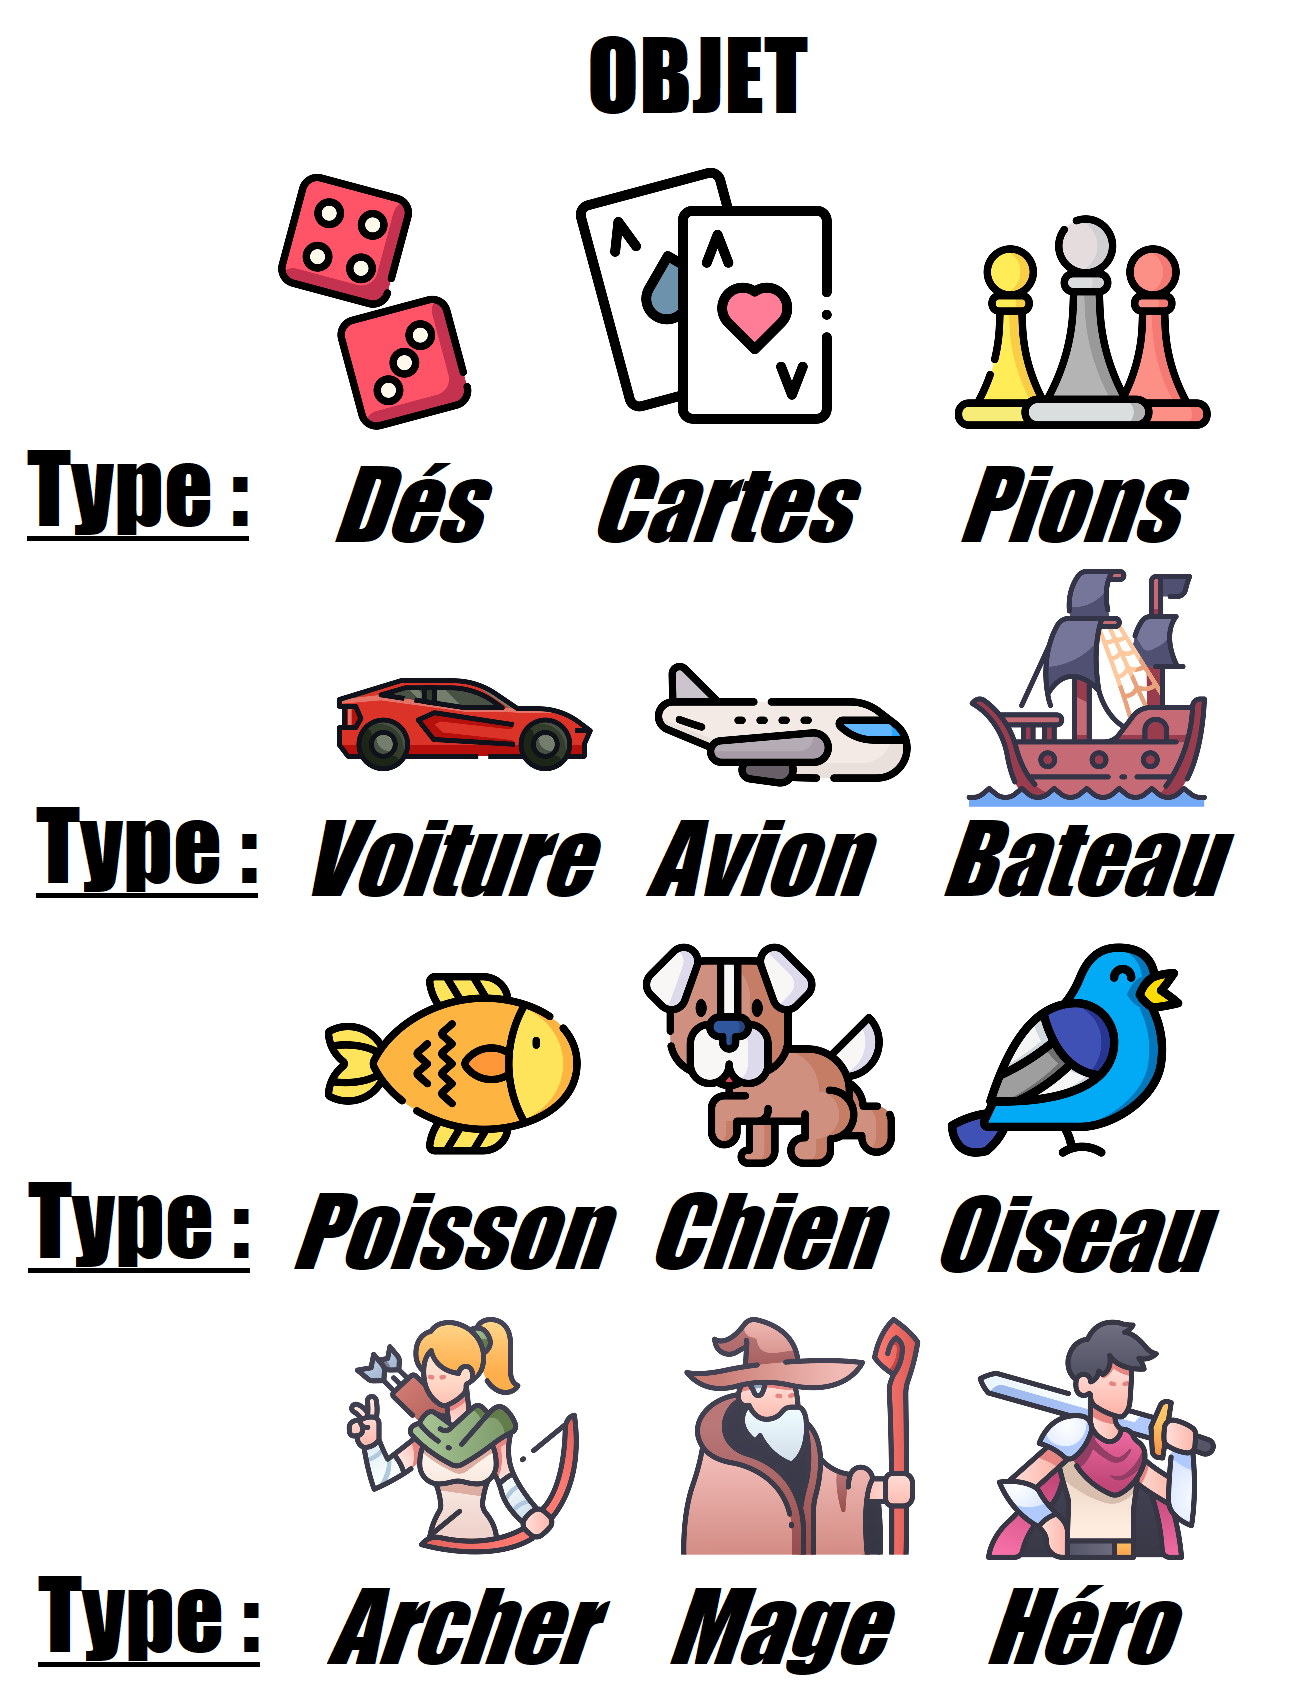 OBJET
Type : Dés Cartes Pions
Type : Voiture Avion Bateau
Type : Poisson Chien Oiseau
Type : Archer Mage Héro